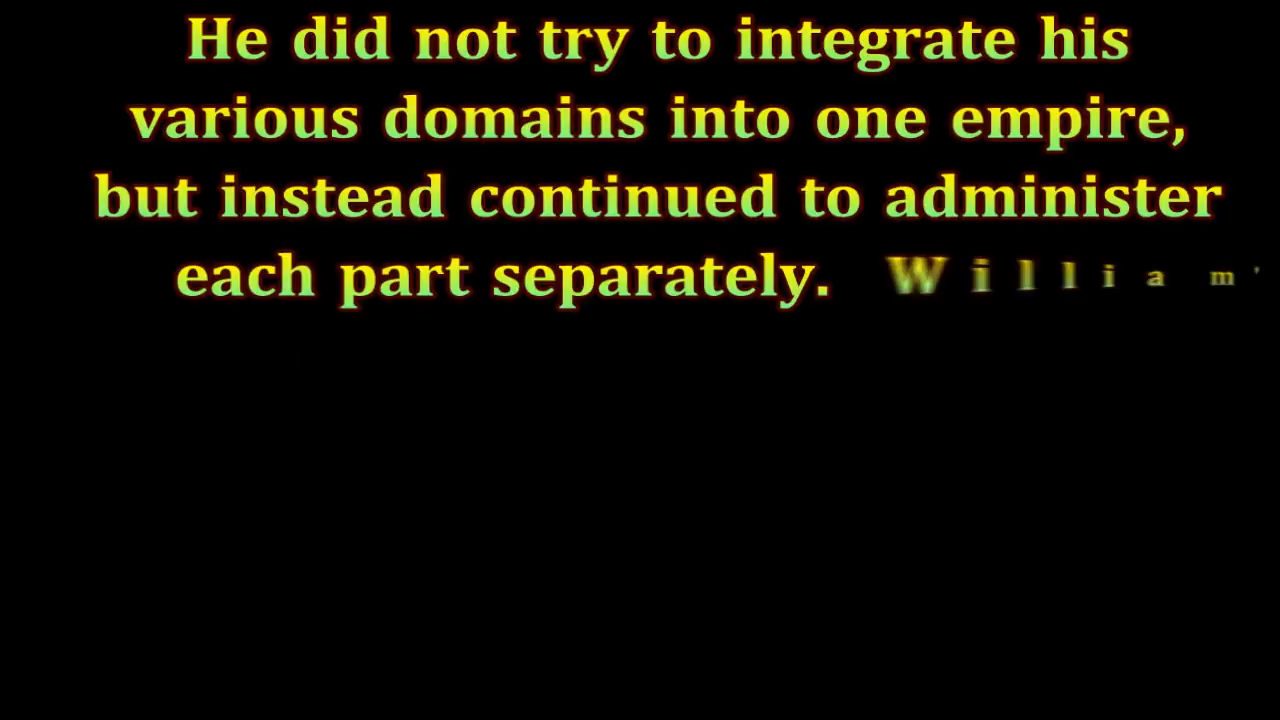 He did not try to integrate his
various domains into one empire,
but instead continued to administer
each part separately. William'